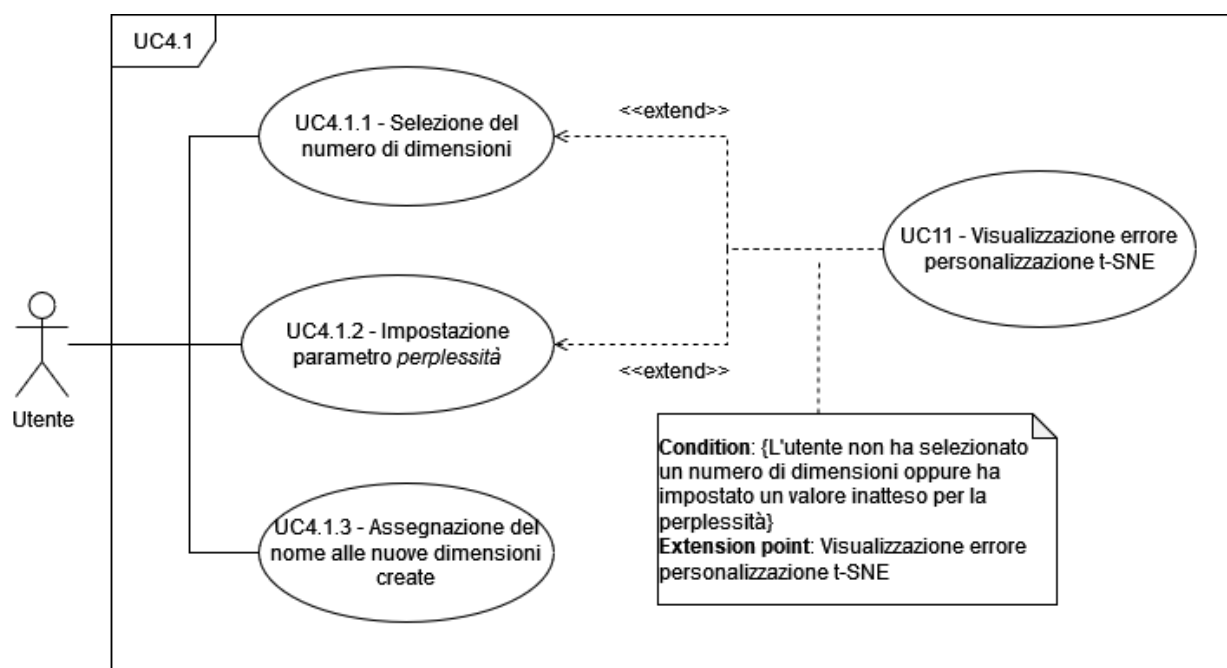 UC4.1
UC4.1.1 - Selezione del
numero di dimensioni
<<extend>>
UC11 - Visualizzazione errore
personalizzazione t-SNE
UC4.1.2 - Impostazione
parametro perplessità
<<extend>>
Utente
Condition: {L'utente non ha selezionato
un numero di dimensioni oppure ha
impostato un valore inatteso per la
perplessità}
Extension point: Visualizzazione errore
personalizzazione t-SNE
UC4.1.3 - Assegnazione del
nome alle nuove dimensioni
create